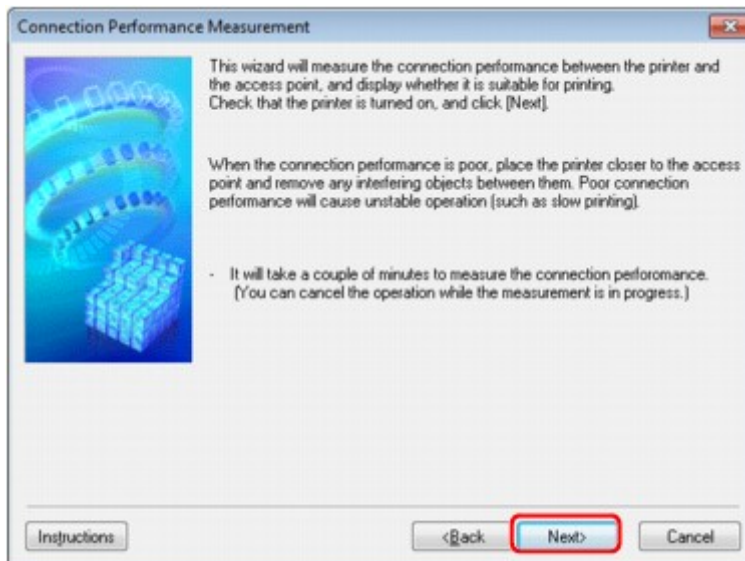 Connection Performance Measurement
This wizard will measure the connection performance between the printer and
the access point, and display whether it is suitable for printing.
Check that the printer is turned on, and click [Next].
When the connection performance is poor, place the printer closer to the access
point and remove any interfering objects between them. Poor connection
performance will cause unstable operation (such as slow printing).
- It will take a couple of minutes to measure the connection perforomance.
(You can cancel the operation while the measurement is in progress.)
Instructions
<Back
Next>
Cancel